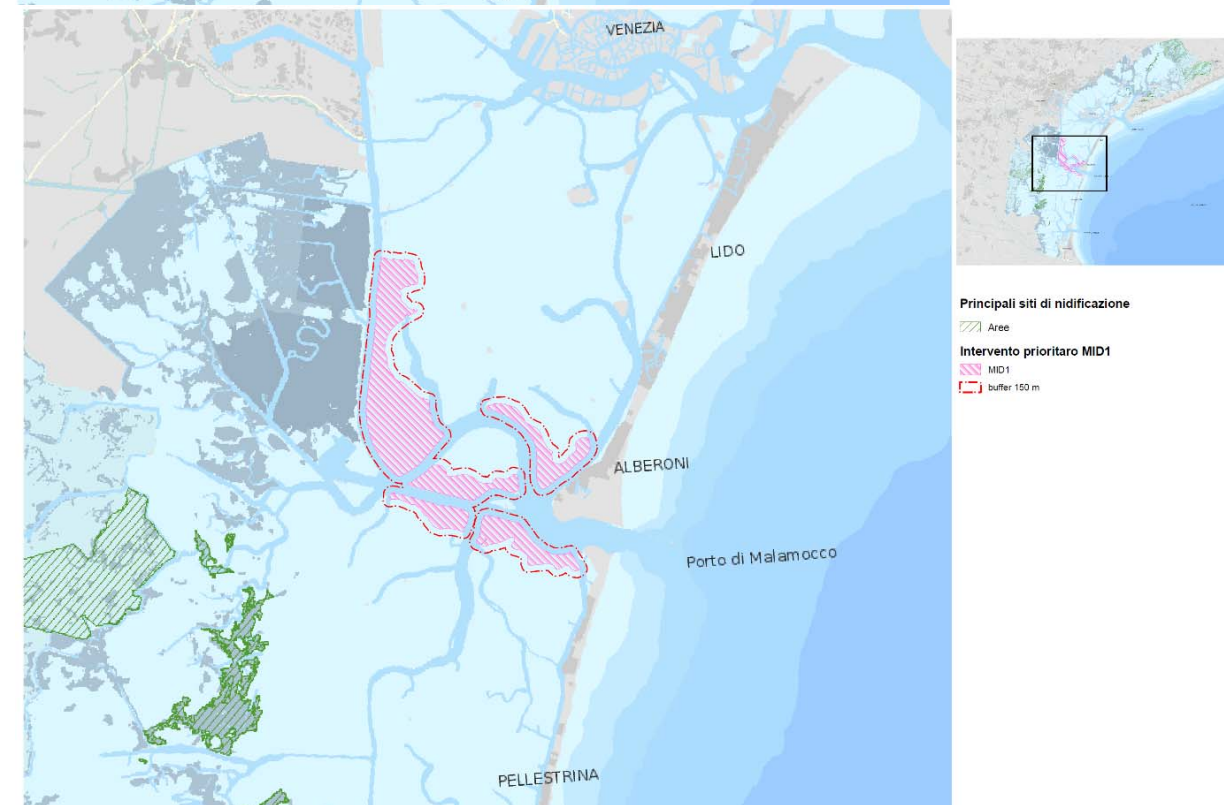 VENEZIA
LIDO
ALBERONI
Porto di Malamocco
PELLESTRINA
Principali siti di nidificazione
Aree
Intervento prioritaro MID1
MID1
buffer 150 m